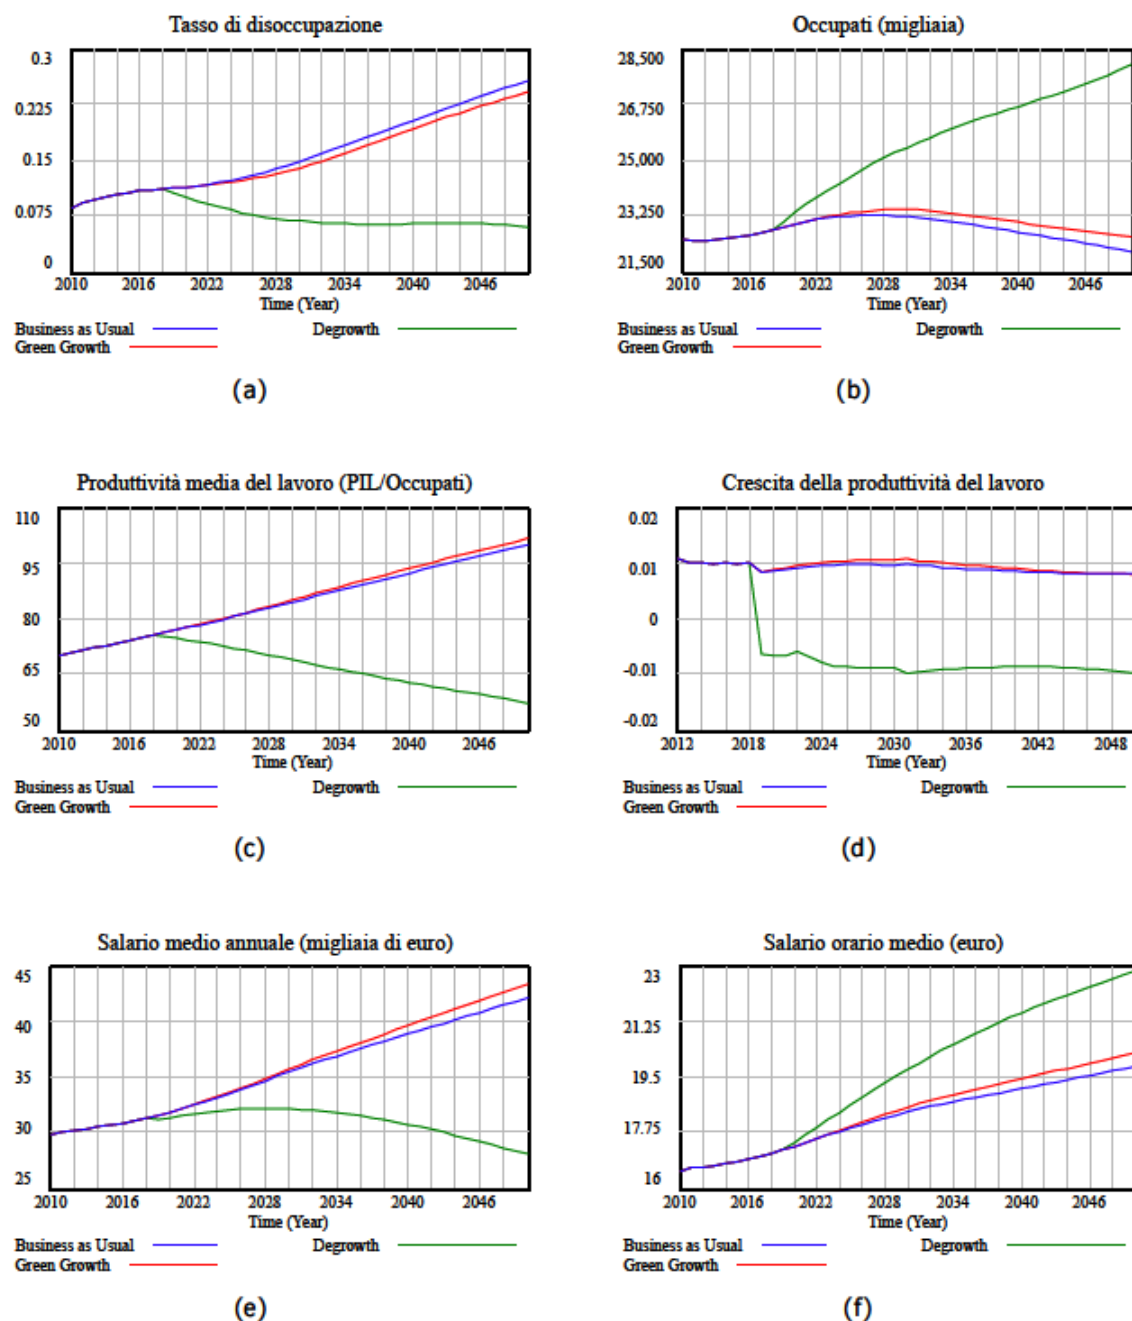 Tasso di disoccupazione
0.3
0.225
0.15
0.075
0
2010 2016 2022 2028 2034 2040 2046
Time (Year)
Business as Usual Degrowth
Green Growth
(a)
Occupati (migliaia)
28,500
26,750
25,000
23,250
21,500
2010 2016 2022 2028 2034 2040 2046
Time (Year)
Business as Usual Degrowth
Green Growth
(b)
Produttività media del lavoro (PIL/Occupati)
110
95
80
65
50
2010 2016 2022 2028 2034 2040 2046
Time (Year)
Business as Usual Degrowth
Green Growth
(c)
Crescita della produttività del lavoro
0.02
0.01
0
-0.01
-0.02
2012 2018 2024 2030 2036 2042 2048
Time (Year)
Business as Usual Degrowth
Green Growth
(d)
Salario medio annuale (migliaia di euro)
45
40
35
30
25
2010 2016 2022 2028 2034 2040 2046
Time (Year)
Business as Usual Degrowth
Green Growth
(e)
Salario orario medio (euro)
23
21.25
19.5
17.75
16
2010 2016 2022 2028 2034 2040 2046
Time (Year)
Business as Usual Degrowth
Green Growth
(f)